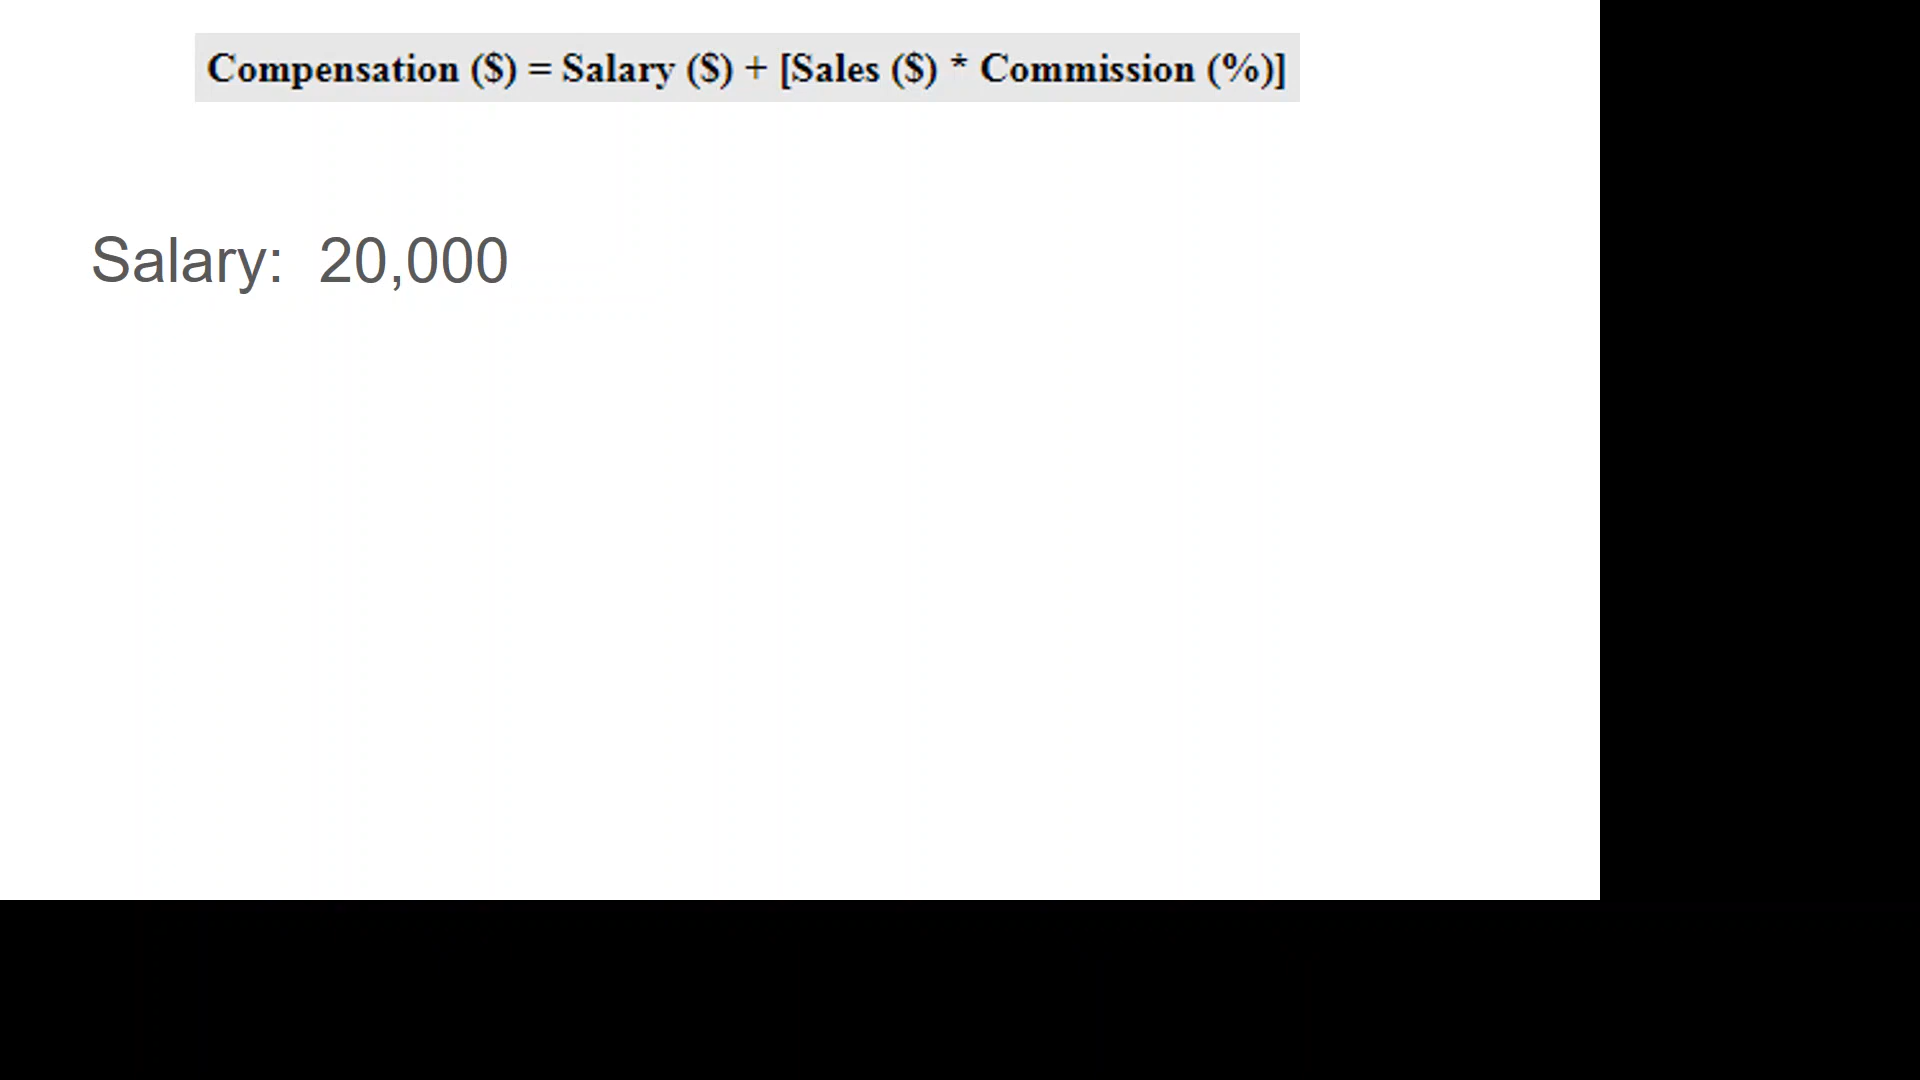 Compensation ($) = Salary ($) + [Sales ($) * Commission (%)]
Salary: 20,000